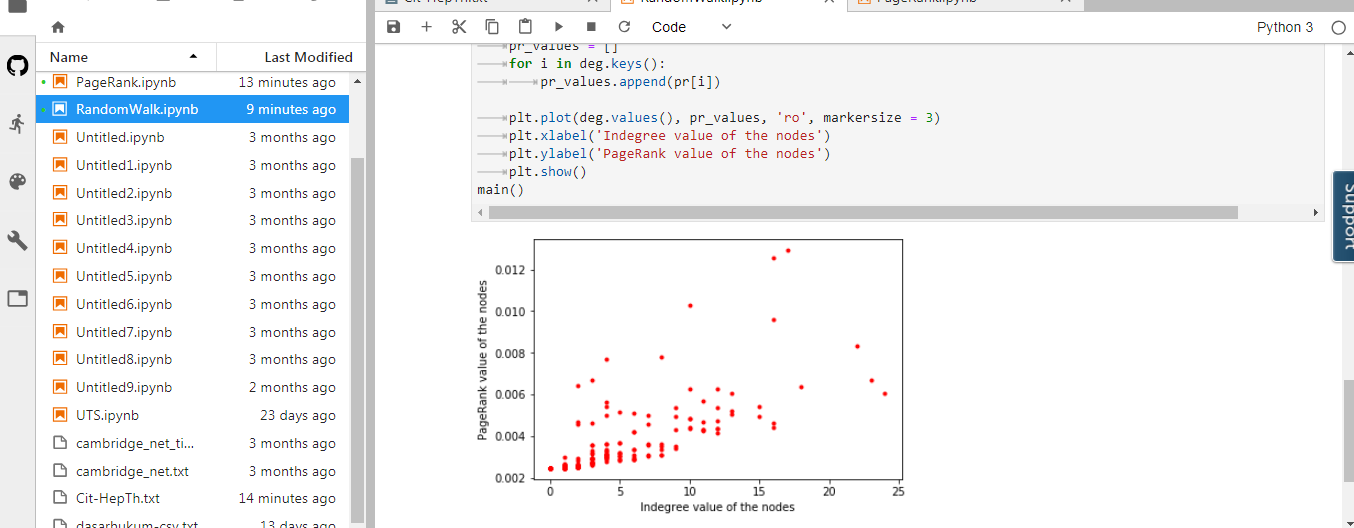 Cit-HepTh.txt
RandomWalk.ipynb
PageRank.ipynb
Code
Python 3
Name
Last Modified
PageRank.ipynb 13 minutes ago
RandomWalk.ipynb 9 minutes ago
Untitled.ipynb 3 months ago
Untitled1.ipynb 3 months ago
Untitled2.ipynb 3 months ago
Untitled3.ipynb 3 months ago
Untitled4.ipynb 3 months ago
Untitled5.ipynb 3 months ago
Untitled6.ipynb 3 months ago
Untitled7.ipynb 3 months ago
Untitled8.ipynb 3 months ago
Untitled9.ipynb 2 months ago
UTS.ipynb 23 days ago
cambridge_net_ti... 3 months ago
cambridge_net.txt 3 months ago
Cit-HepTh.txt 14 minutes ago
dasarhukum-csv.txt 13 days ago
pr_values = []
for i in deg.keys():
pr_values.append(pr[i])
plt.plot(deg.values(), pr_values, 'ro', markersize = 3)
plt.xlabel('Indegree value of the nodes')
plt.ylabel('PageRank value of the nodes')
plt.show()
main()
PageRank value of the nodes
0.012
0.010
0.008
0.006
0.004
0.002
0 5 10 15 20 25
Indegree value of the nodes
Support